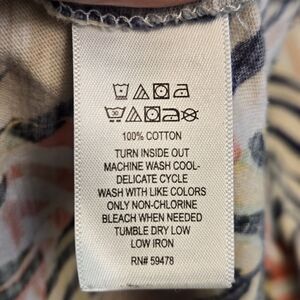 100% COTTON
TURN INSIDE OUT
MACHINE WASH COOL-
DELICATE CYCLE
WASH WITH LIKE COLORS
ONLY NON-CHLORINE
BLEACH WHEN NEEDED
TUMBLE DRY LOW
LOW IRON
RN# 59478